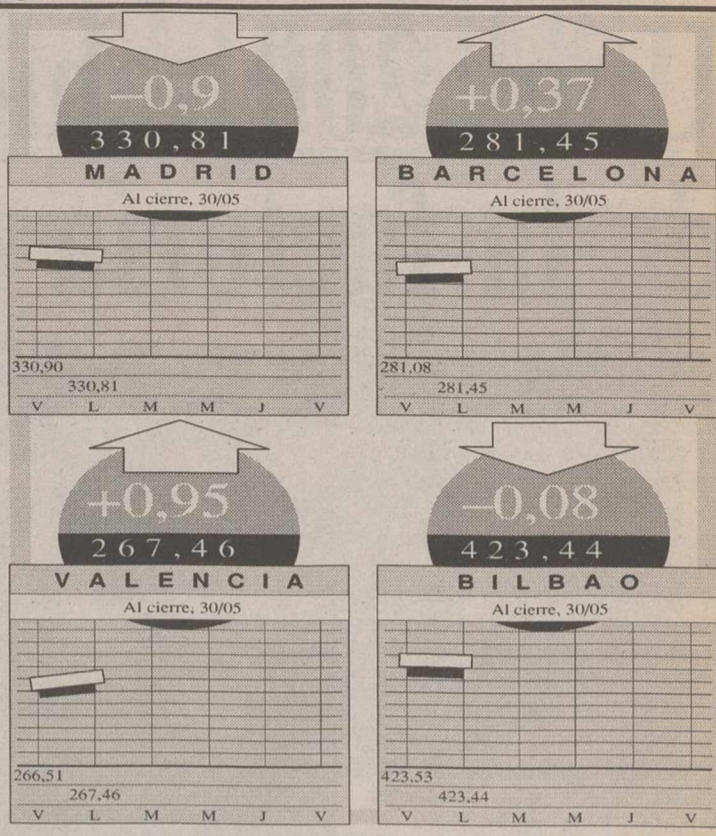 –0,9
330,81
MADRID
Al cierre, 30/05
330,90
330,81
V L M M J V
+0,37
281,45
BARCELONA
Al cierre, 30/05
281,08
281,45
V L M M J V
+0,95
267,46
VALENCIA
Al cierre, 30/05
266,51
267,46
V L M M J V
–0,08
423,44
BILBAO
Al cierre, 30/05
423,53
423,44
V L M M J V